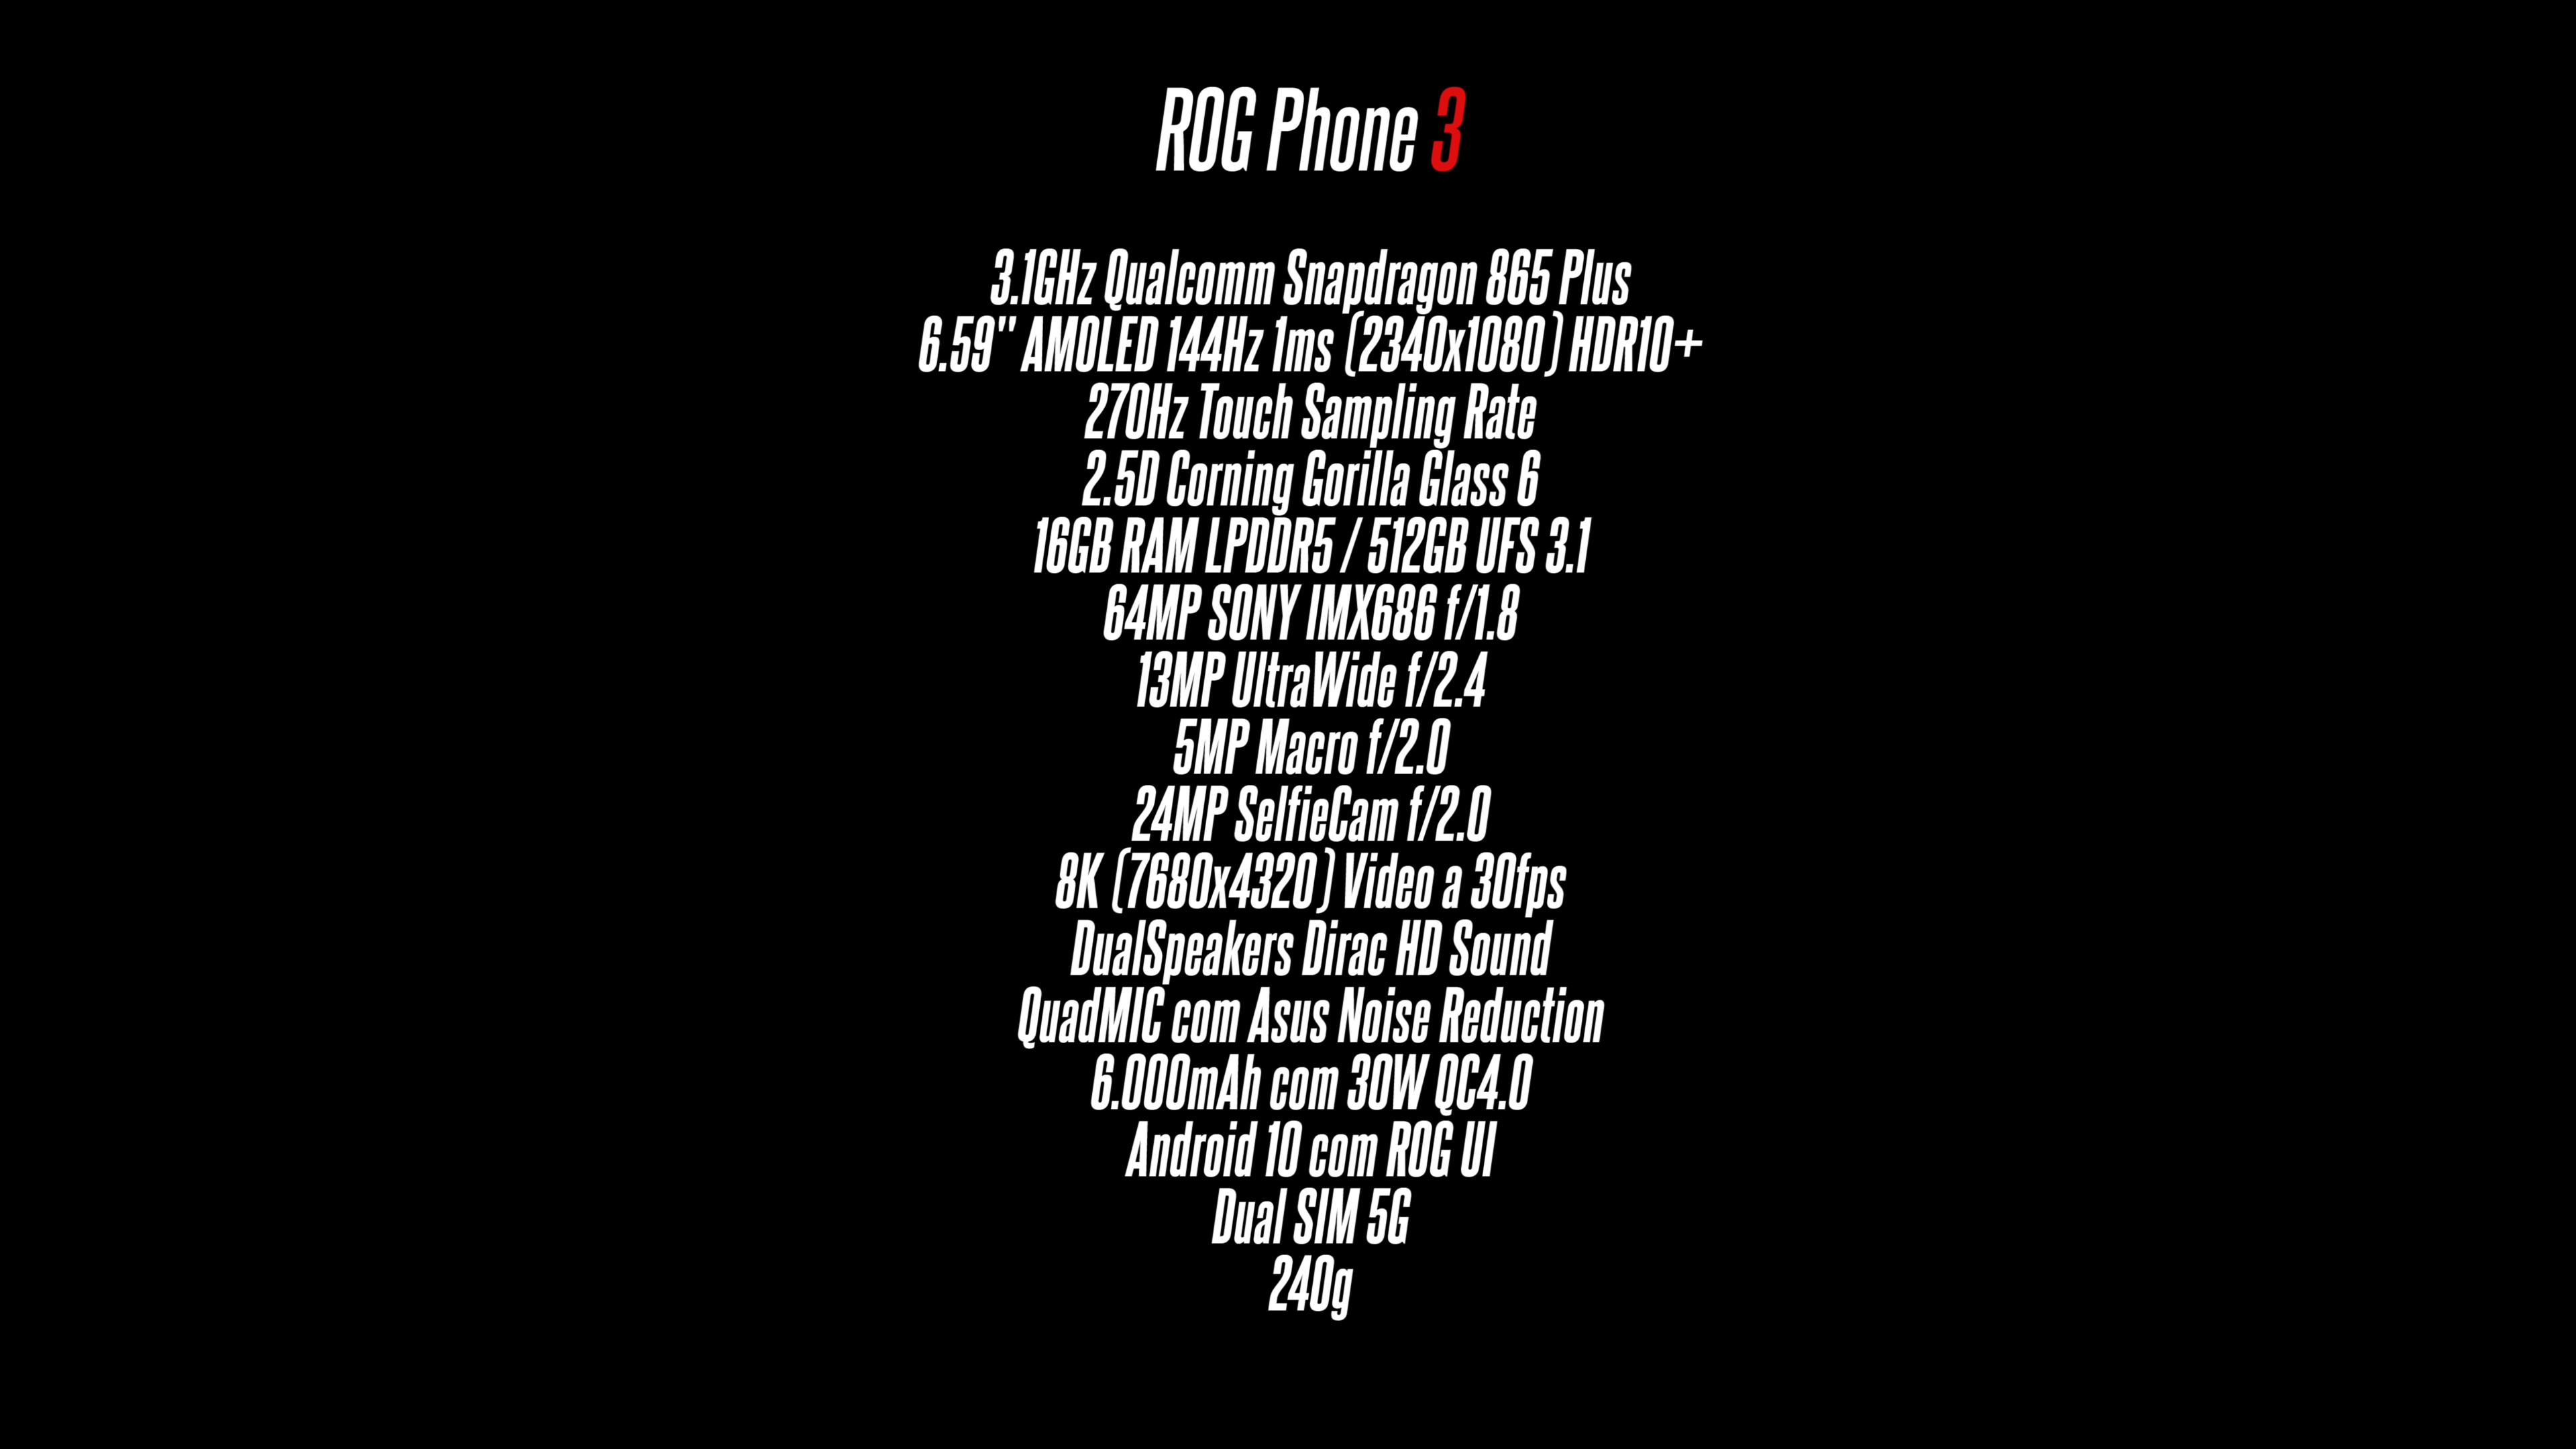 ROG Phone 3
3.1GHz Qualcomm Snapdragon 865 Plus
6.59" AMOLED 144Hz 1ms (2340x1080) HDR10+
270Hz Touch Sampling Rate
2.5D Corning Gorilla Glass 6
16GB RAM LPDDR5 / 512GB UFS 3.1
64MP SONY IMX686 f/1.8
13MP UltraWide f/2.4
5MP Macro f/2.0
24MP SelfieCam f/2.0
8K (7680x4320) Video a 30fps
DualSpeakers Dirac HD Sound
QuadMIC com Asus Noise Reduction
6.000mAh com 30W QC4.0
Android 10 com ROG UI
Dual SIM 5G
240g